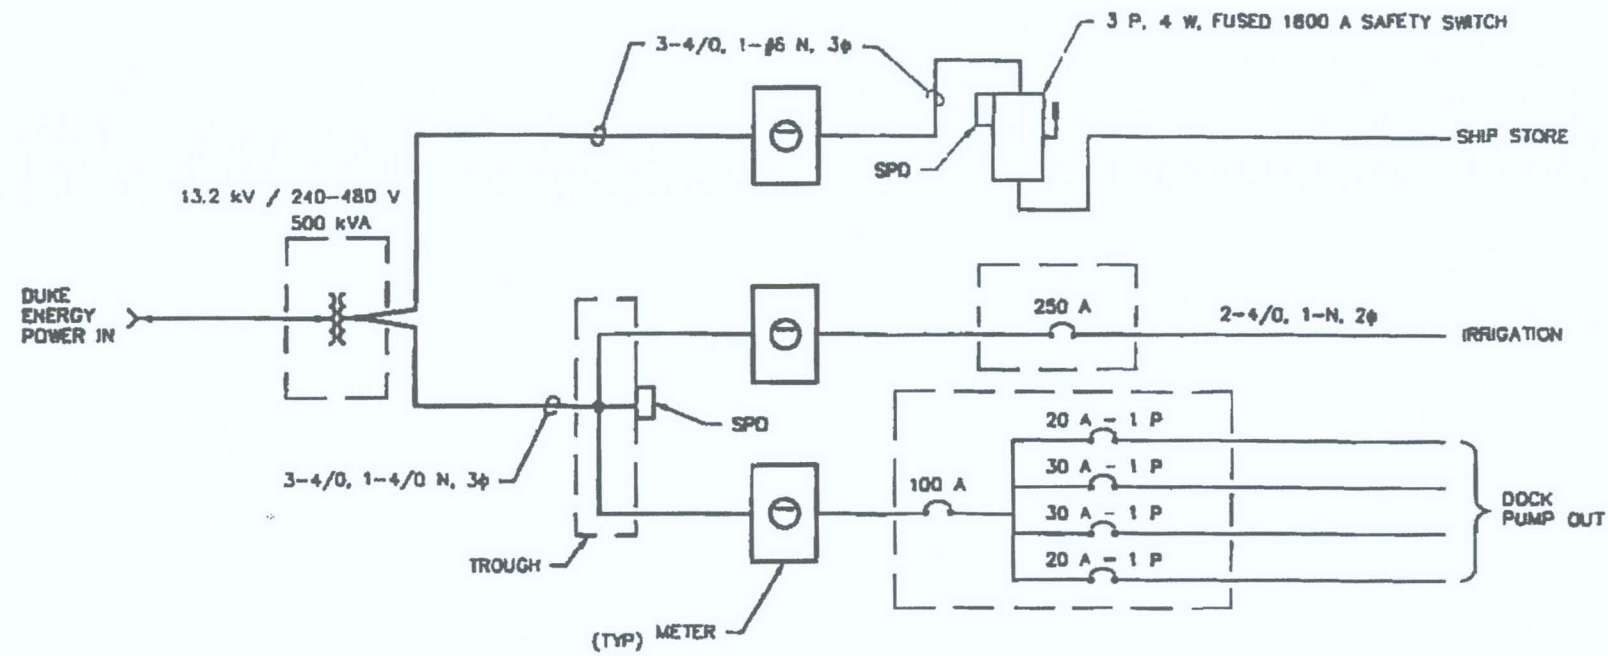 3 P, 4 W, FUSED 1600 A SAFETY SWITCH
3-4/0, 1-#6 N, 3ϕ
SPD
SHIP STORE
13.2 kV / 240-480 V
500 kVA
DUKE
ENERGY
POWER IN
250 A
2-4/0, 1-N, 2ϕ
IRRIGATION
SPD
3-4/0, 1-4/0 N, 3ϕ
TROUGH
100 A
20 A - 1 P
30 A - 1 P
30 A - 1 P
20 A - 1 P
DOCK
PUMP OUT
(TYP) METER